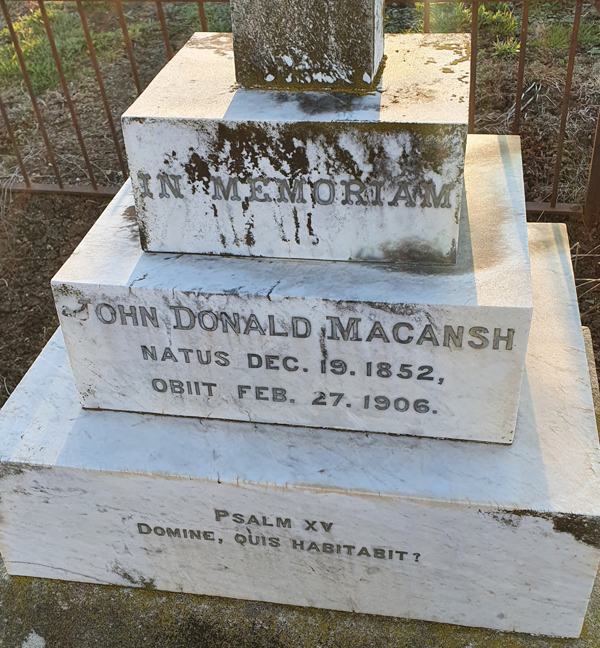 IN MEMORIAM
JOHN DONALD MACANSH
NATUS DEC. 19. 1852,
OBIIT FEB. 27. 1906.
PSALM XV
DOMINE, QUIS HABITABIT?